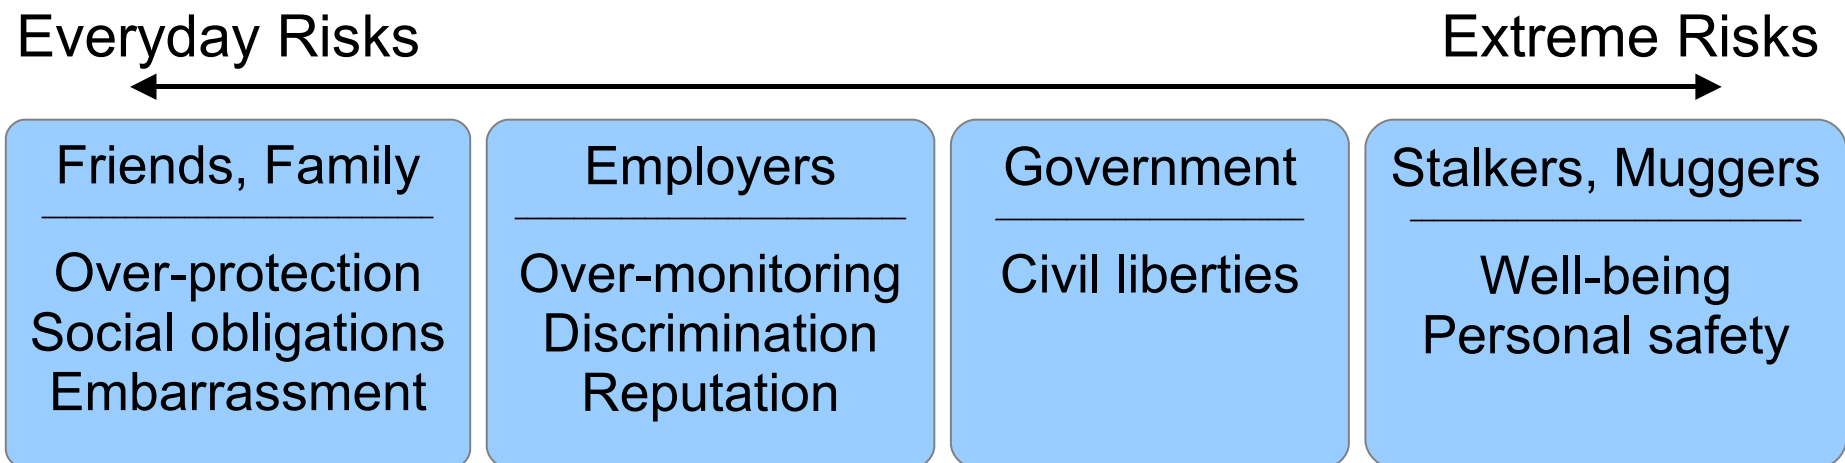 Everyday Risks
Extreme Risks
Friends, Family
Over-protection
Social obligations
Embarrassment
Employers
Over-monitoring
Discrimination
Reputation
Government
Civil liberties
Stalkers, Muggers
Well-being
Personal safety